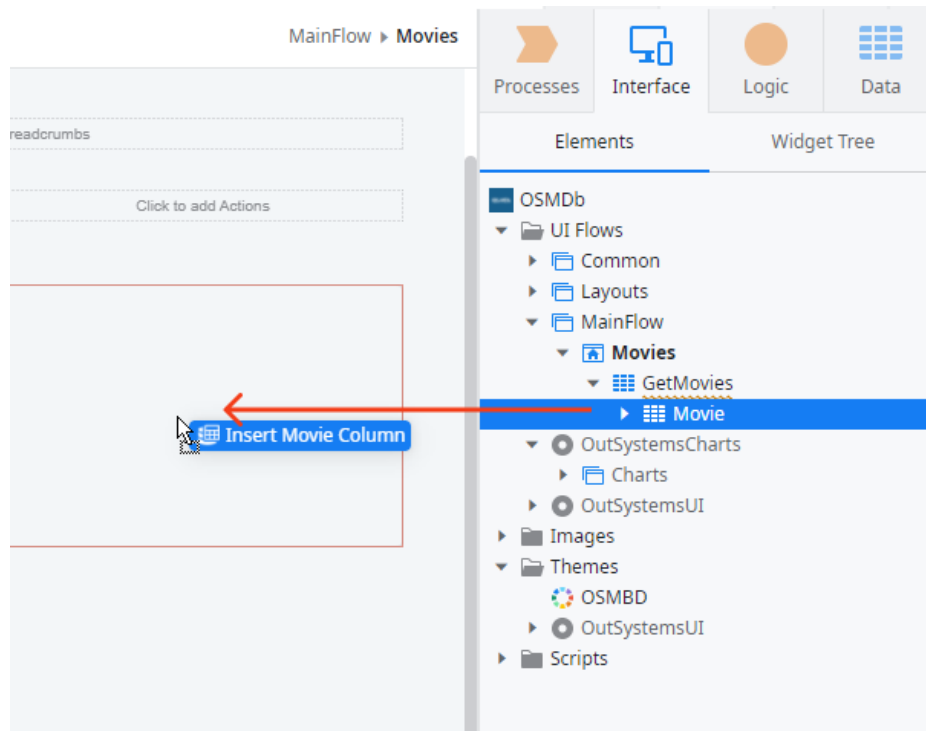 MainFlow Movies
Processes
Interface
Logic
Data
Elements
Widget Tree
readcrumbs
Click to add Actions
OSMDb
UI Flows
Common
Layouts
MainFlow
Movies
GetMovies
Movie
Insert Movie Column
OutSystemsCharts
Charts
OutSystemsUI
Images
Themes
OSMBD
OutSystemsUI
Scripts